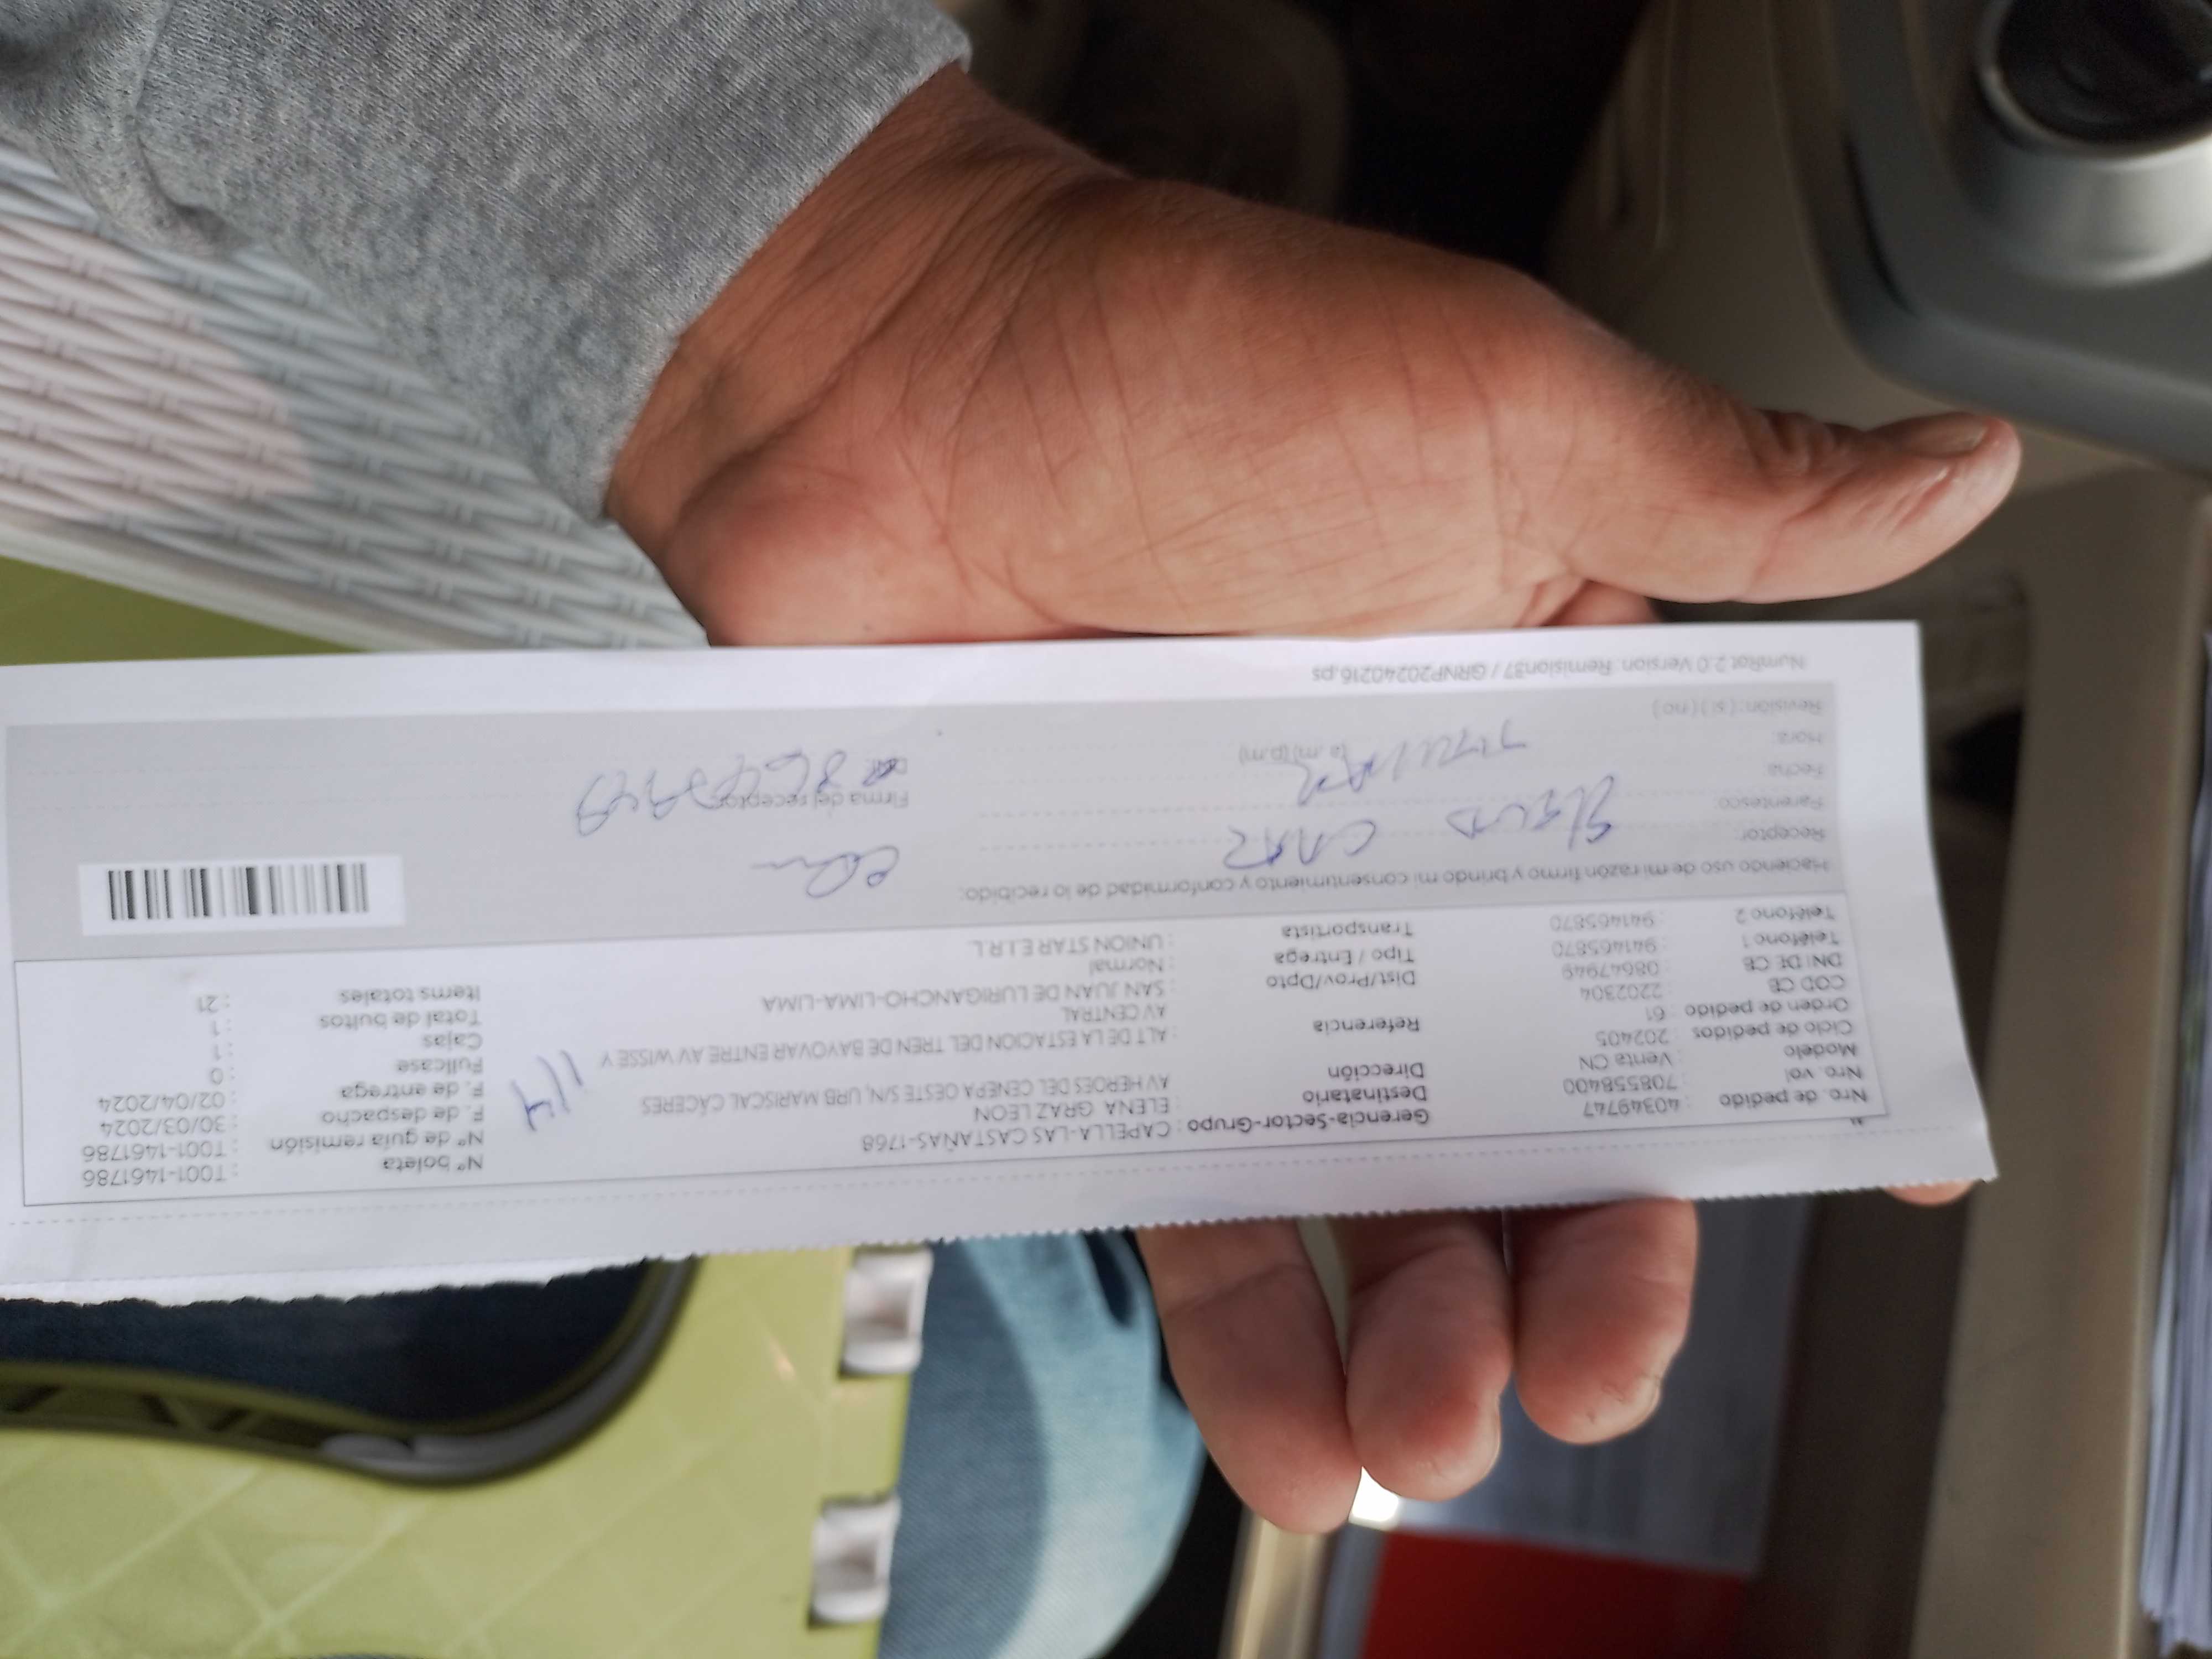 Nro. de pedido : 40349747
Nro. vol : 708558400
Modelo : Venta CN
Ciclo de pedidos : 202405
Orden de pedido : 61
COD CB : 2202304
DNI DE CB : 08647949
Teléfono 1 : 941465870
Teléfono 2 : 941465870
Gerencia-Sector-Grupo : CAPELLA-LAS CASTAÑAS-1768
Destinatario : ELENA GRAZ LEON
Dirección : AV HEROES DEL CENEPA OESTE S/N, URB MARISCAL CÁCERES
Referencia : ALT DE LA ESTACION DEL TREN DE BAYOVAR ENTRE AV WISSE Y
AV CENTRAL
Dist/Prov/Dpto : SAN JUAN DE LURIGANCHO-LIMA-LIMA
Tipo / Entrega : Normal
Transportista : UNION STAR E.I.R.L
Nº boleta : T001-1461786
Nº de guía remisión : T001-1461786
F. de despacho : 30/03/2024
F. de entrega : 02/04/2024
Fullcase : 0
Cajas : 1
Total de bultos : 1
Items totales : 21
Haciendo uso de mi razón firmo y brindo mi consentimiento y conformidad de lo recibido:
Receptor:
Parentesco:
Fecha
Hora: (a.m) (p.m)
Revisión: ( si ) ( no )
Firma del receptor
NumRot 2.0 Version: Remision37 / GRNP20240216.ps